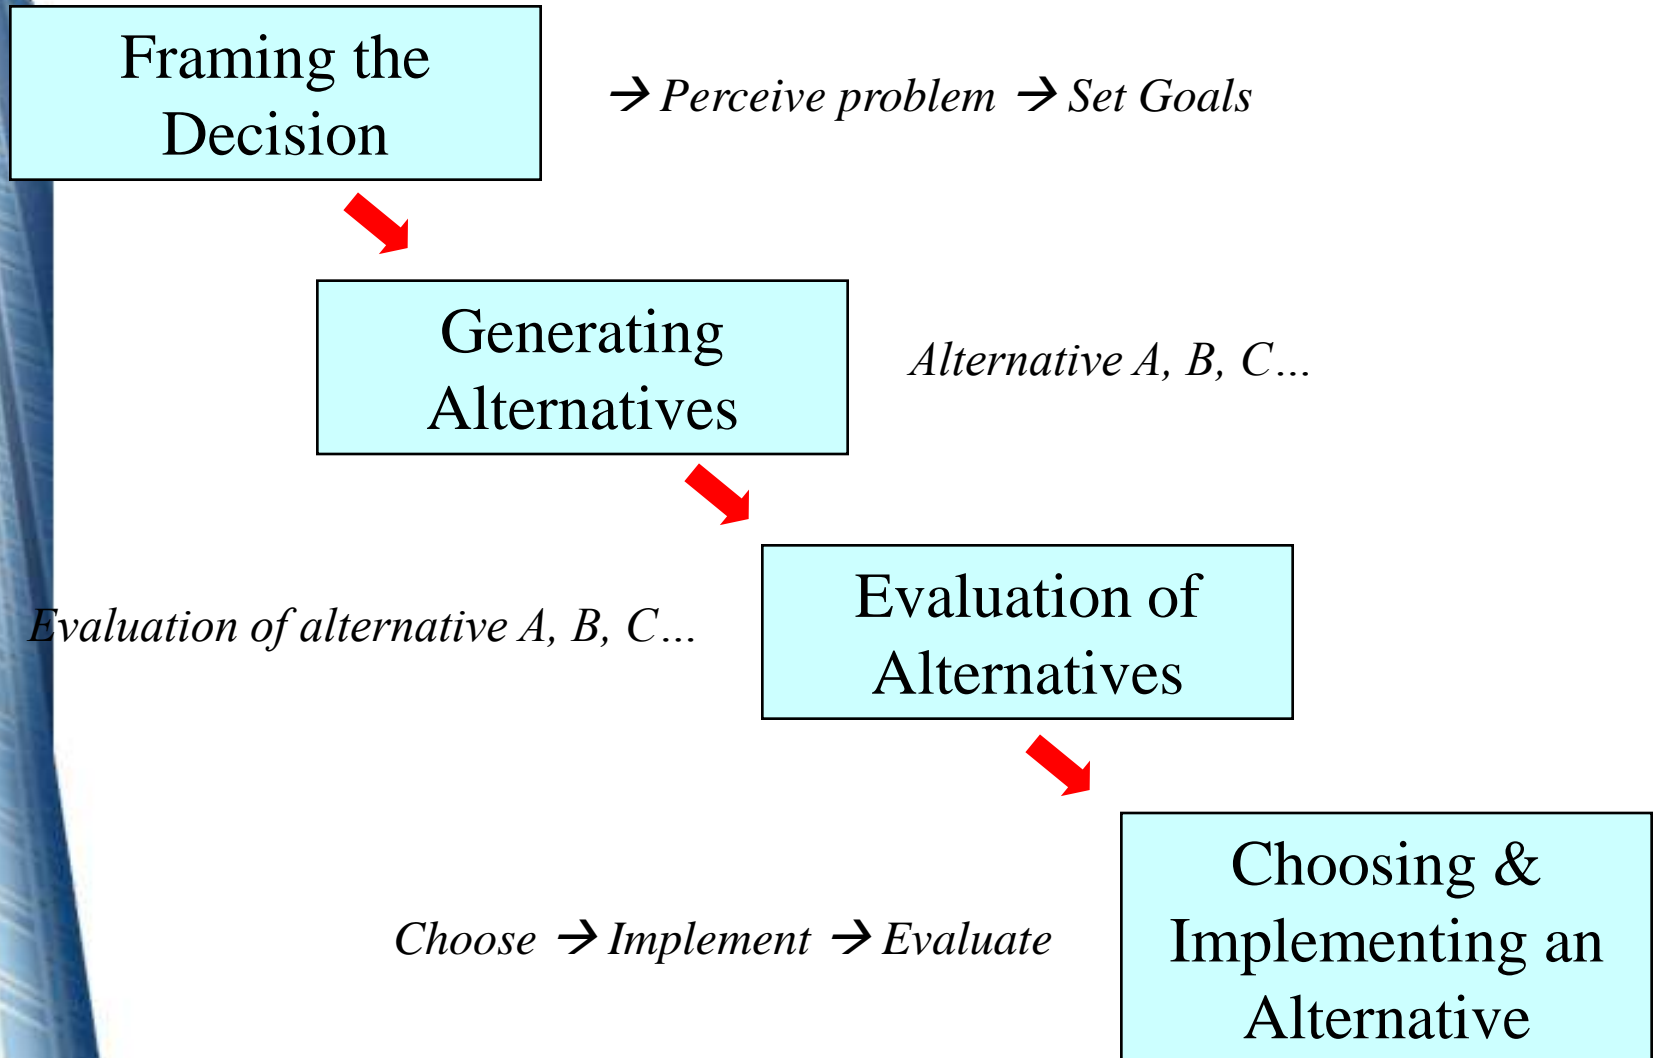 Framing the
Decision
→ Perceive problem → Set Goals
Generating
Alternatives
Alternative A, B, C…
Evaluation of
Alternatives
Evaluation of alternative A, B, C…
Choosing &
Implementing an
Alternative
Choose → Implement → Evaluate